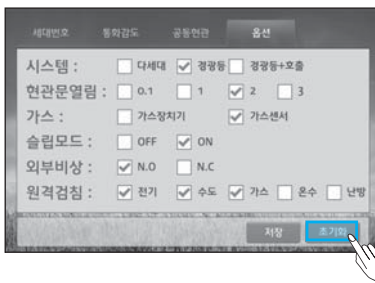 세대번호 통화감도 공동현관 옵션
시스템 : 다세대 경광등 경광등+호출
현관문열림 : 0.1 1 2 3
가스 : 가스장치기 가스센서
슬립모드 : OFF ON
외부비상 : N.O N.C
원격검침 : 전기 수도 가스 온수 난방
저장 초기화